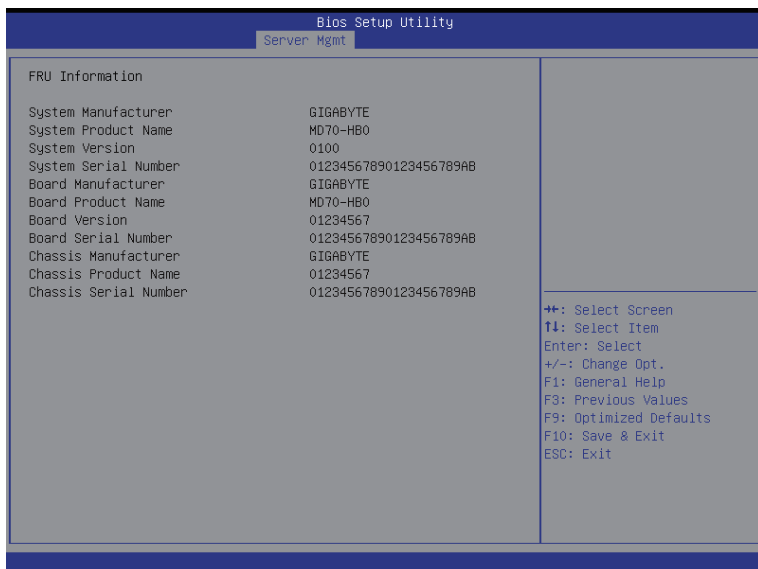 Bios Setup Utility
Server Mgmt
FRU Information
System Manufacturer GIGABYTE
System Product Name MD70-HB0
System Version 0100
System Serial Number 01234567890123456789AB
Board Manufacturer GIGABYTE
Board Product Name MD70-HB0
Board Version 01234567
Board Serial Number 01234567890123456789AB
Chassis Manufacturer GIGABYTE
Chassis Product Name 01234567
Chassis Serial Number 01234567890123456789AB
→←: Select Screen
↑↓: Select Item
Enter: Select
+/-: Change Opt.
F1: General Help
F3: Previous Values
F9: Optimized Defaults
F10: Save & Exit
ESC: Exit